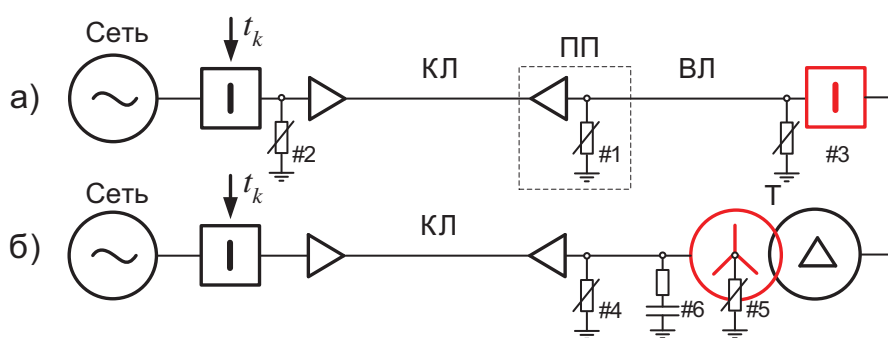 Сеть t_k КЛ ПП ВЛ
а)
#2 #1 #3
Сеть t_k КЛ Т
б)
#4 #6 #5